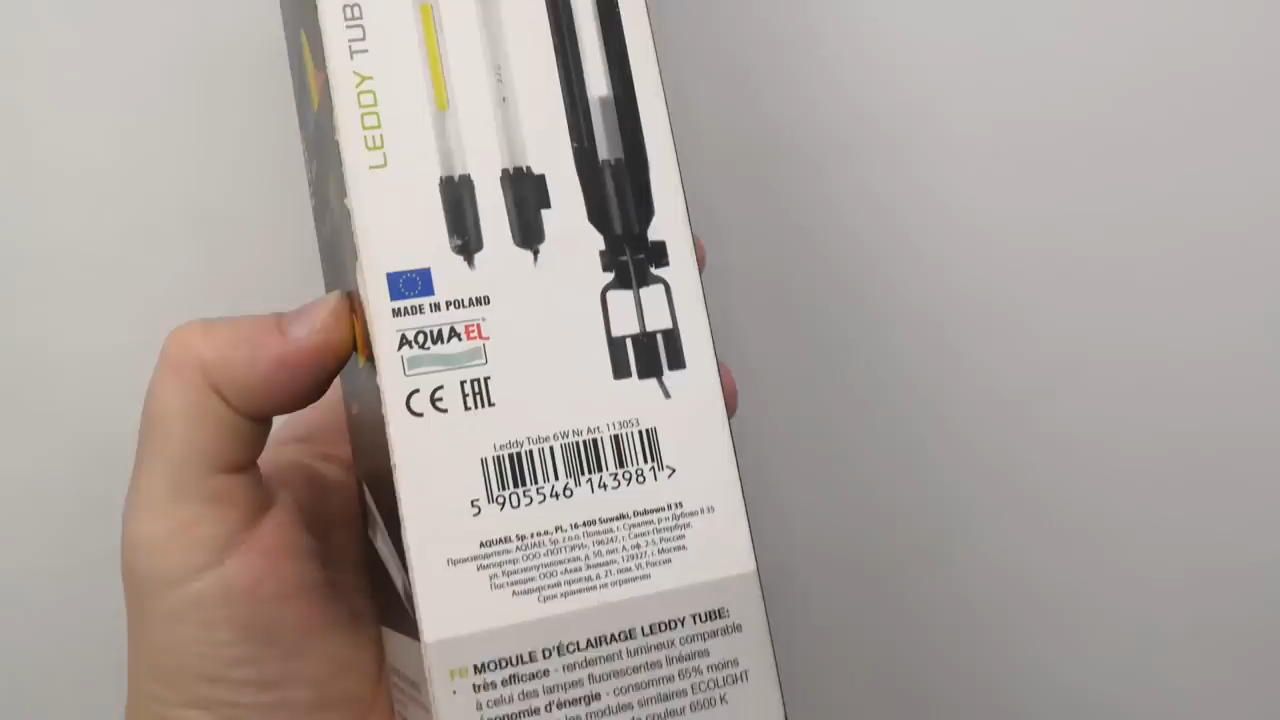 LEDDY TUB
MADE IN POLAND
AQUAEL
CE EAC
Leddy Tube 6W Nr Art. 113053
5 905546 143981 >
AQUAEL Sp. z o.o., PL, 16-400 Suwałki, Dubowo II 35
Производитель: AQUAEL Sp. z o.o. Польша, г. Сувалки, р-н Дубово II 35
Импортер: ООО «ПОТТЭРИ», 196247, г. Санкт-Петербург,
ул. Краснопутиловская, д. 50, лит. А, оф. 2-5, Россия
Поставщик: ООО «Аква Энимал», 129327, г. Москва,
Анадырский проезд, д. 21, пом. VI, Россия
Срок хранения не ограничен
FR MODULE D'ÉCLAIRAGE LEDDY TUBE:
• très efficace - rendement lumineux comparable
à celui des lampes fluorescentes linéaires
économie d'énergie - consomme 65% moins
les modules similaires ECOLIGHT
couleur 6500 K